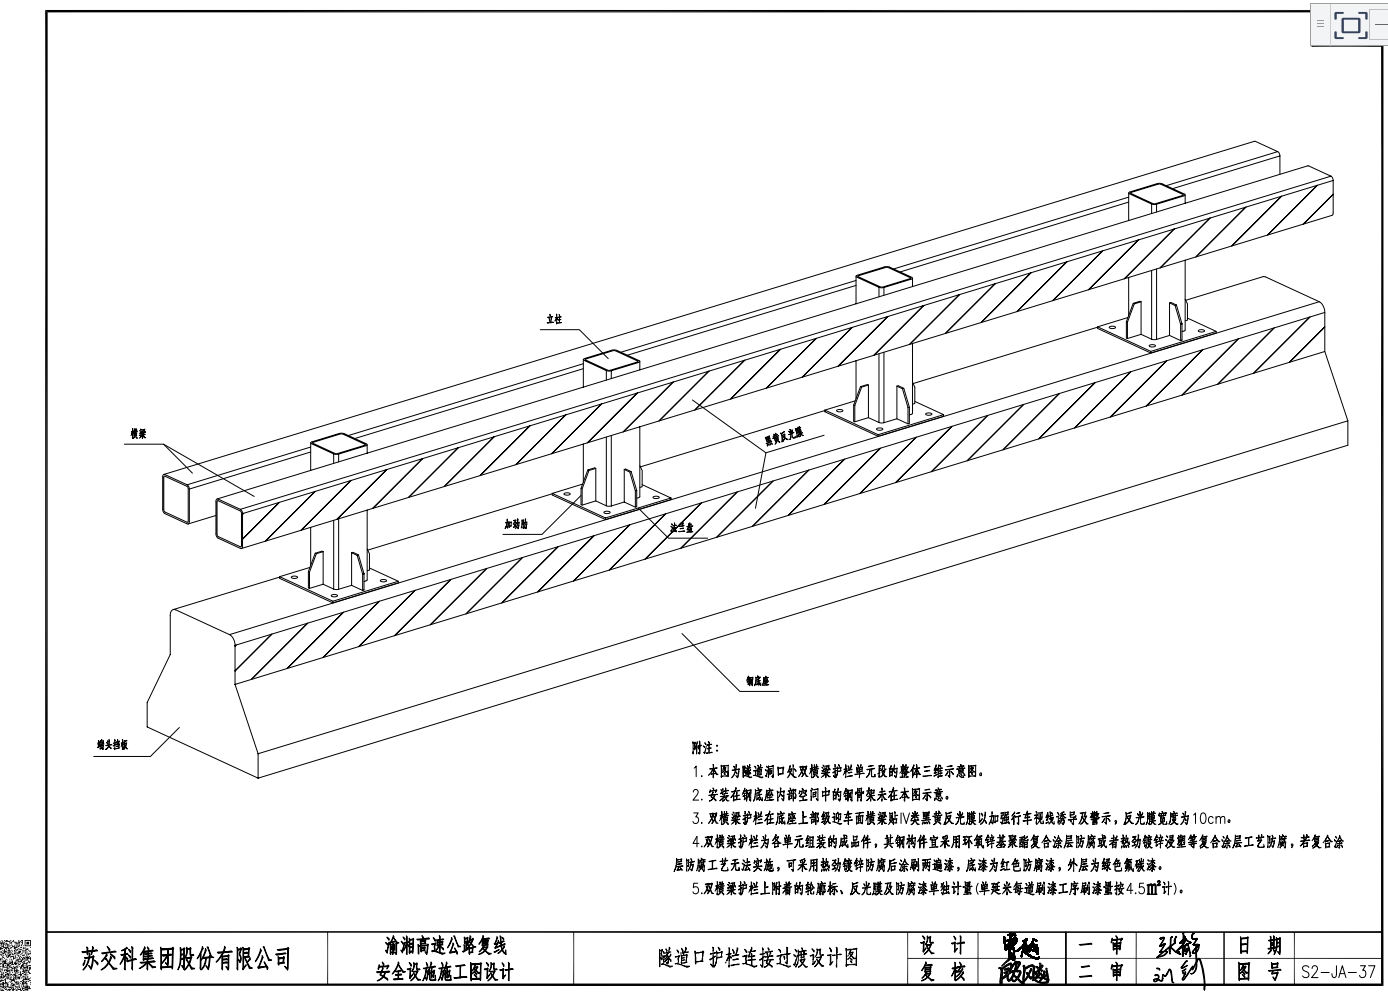 立柱
横梁
黑黄反光膜
加劲肋
法兰盘
钢底座
端头挡板
附注：
1. 本图为隧道洞口处双横梁护栏单元段的整体三维示意图。
2. 安装在钢底座内部空间中的钢骨架未在本图示意。
3. 双横梁护栏在底座上部级迎车面横梁贴IV类黑黄反光膜以加强行车视线诱导及警示，反光膜宽度为10cm。
4.双横梁护栏为各单元组装的成品件，其钢构件宜采用环氧锌基聚酯复合涂层防腐或者热动镀锌浸塑等复合涂层工艺防腐，若复合涂
层防腐工艺无法实施，可采用热动镀锌防腐后涂刷两遍漆，底漆为红色防腐漆，外层为绿色氟碳漆。
5.双横梁护栏上附着的轮廓标、反光膜及防腐漆单独计量(单延米每道刷漆工序刷漆量按4.5m²计)。
苏交科集团股份有限公司
渝湘高速公路复线
安全设施施工图设计
隧道口护栏连接过渡设计图
设 计
一 审
日 期
复 核
二 审
图 号
S2-JA-37